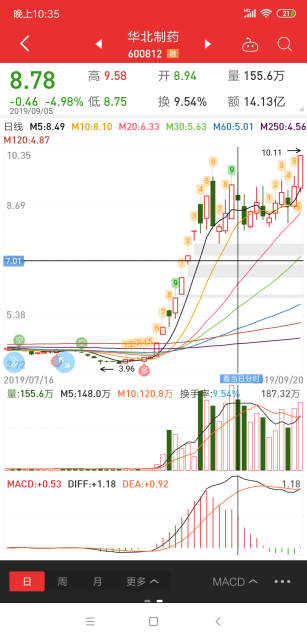 晚上10:35
21
华北制药
600812 融
8.78
高 9.58 开 8.94 量 155.6万
-0.46 -4.98% 低 8.75 换 9.54% 额 14.13亿
2019/09/05
日线 M5:8.49 M10:8.10 M20:6.33 M30:5.63 M60:5.01 M250:4.56
M120:4.87
10.35
10.11
8.69
7.01
5.38
3.96
2019/07/16 看当日分时 19/09/20
量:155.6万 M5:148.0万 M10:120.8万 换手率:9.54% 187.32万
MACD:+0.53 DIFF:+1.18 DEA:+0.92 1.18
日 周 月 更多 MACD